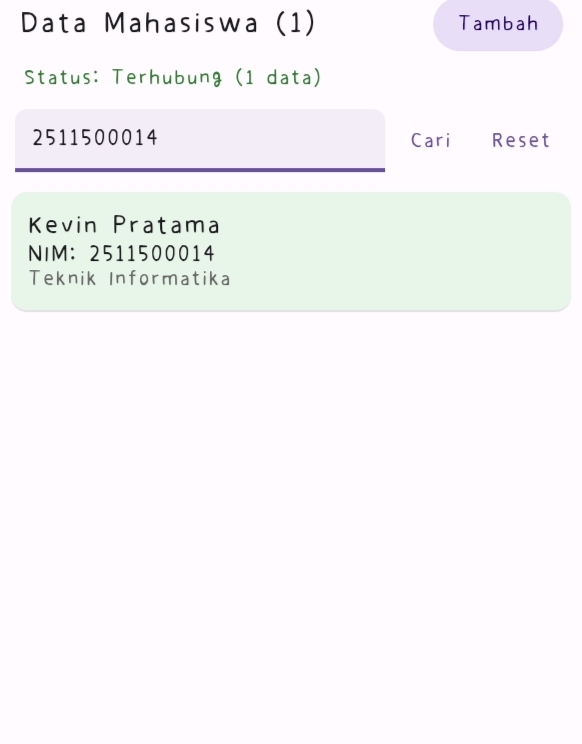 Data Mahasiswa (1)
Tambah
Status: Terhubung (1 data)
2511500014
Cari
Reset
Kevin Pratama
NIM: 2511500014
Teknik Informatika